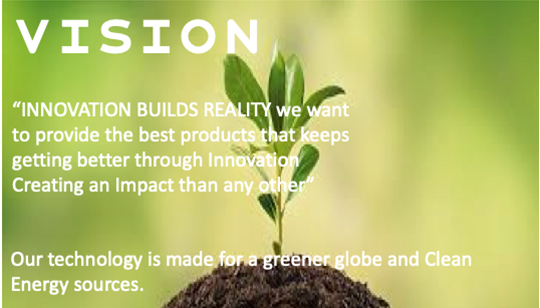 VISION
“INNOVATION BUILDS REALITY we want
to provide the best products that keeps
getting better through Innovation
Creating an Impact than any other”
Our technology is made for a greener globe and Clean
Energy sources.